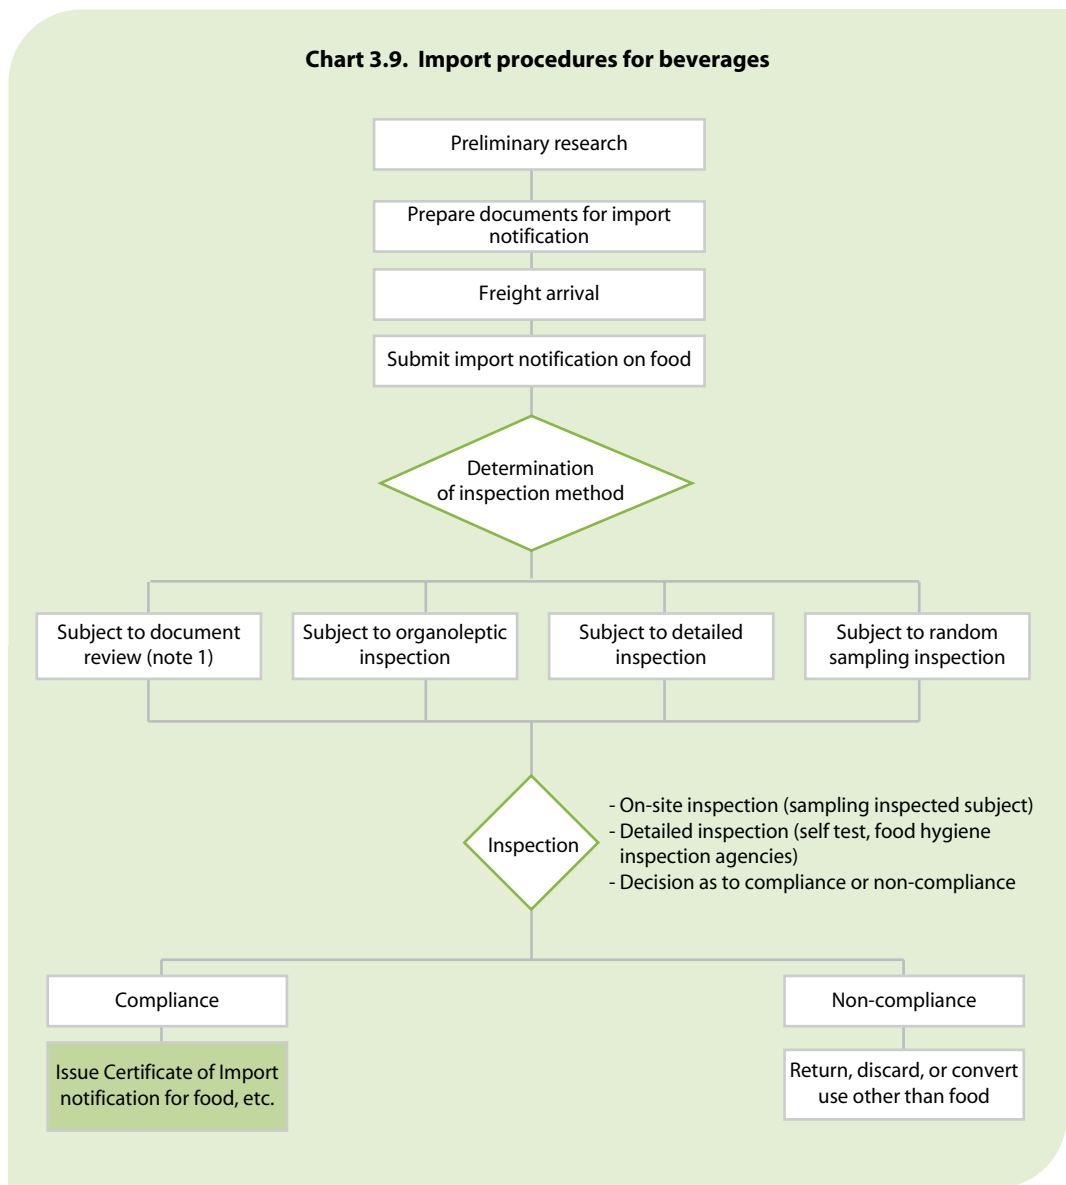 Chart 3.9. Import procedures for beverages
Preliminary research
Prepare documents for import
notification
Freight arrival
Submit import notification on food
Determination
of inspection method
Subject to document
review (note 1)
Subject to organoleptic
inspection
Subject to detailed
inspection
Subject to random
sampling inspection
Inspection
- On-site inspection (sampling inspected subject)
- Detailed inspection (self test, food hygiene
inspection agencies)
- Decision as to compliance or non-compliance
Compliance
Issue Certificate of Import
notification for food, etc.
Non-compliance
Return, discard, or convert
use other than food